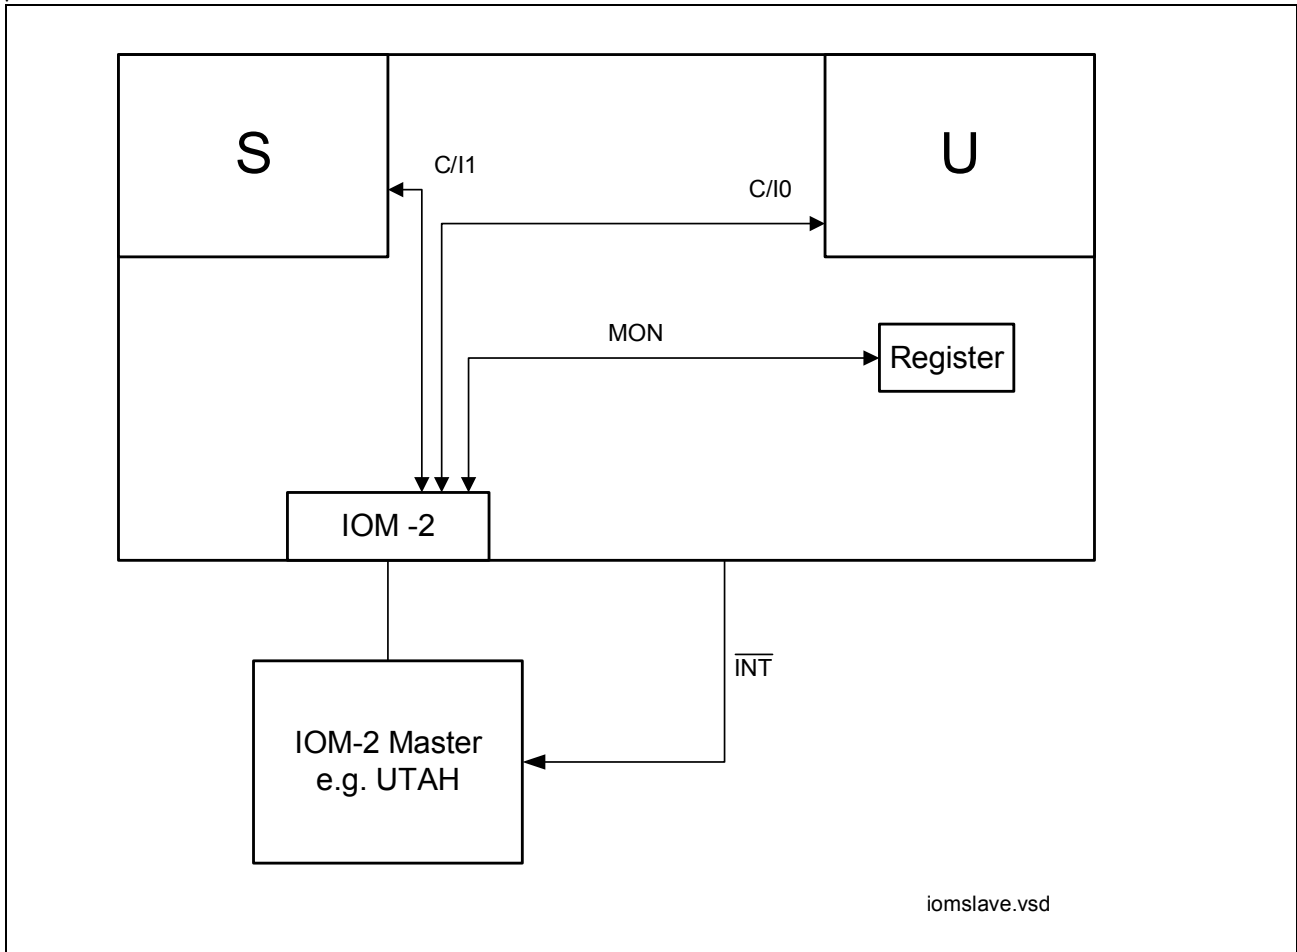 S
U
C/I1
C/I0
MON
Register
IOM -2
INT
IOM-2 Master
e.g. UTAH
iomslave.vsd